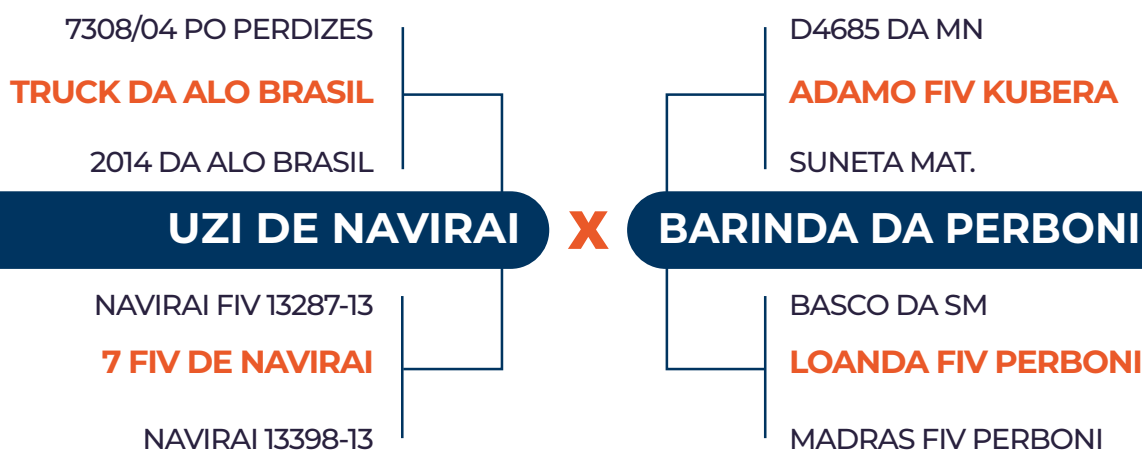 7308/04 PO PERDIZES
TRUCK DA ALO BRASIL
2014 DA ALO BRASIL
UZI DE NAVIRAI
NAVIRAI FIV 13287-13
7 FIV DE NAVIRAI
NAVIRAI 13398-13
X
D4685 DA MN
ADAMO FIV KUBERA
SUNETA MAT.
BARINDA DA PERBONI
BASCO DA SM
LOANDA FIV PERBONI
MADRAS FIV PERBONI